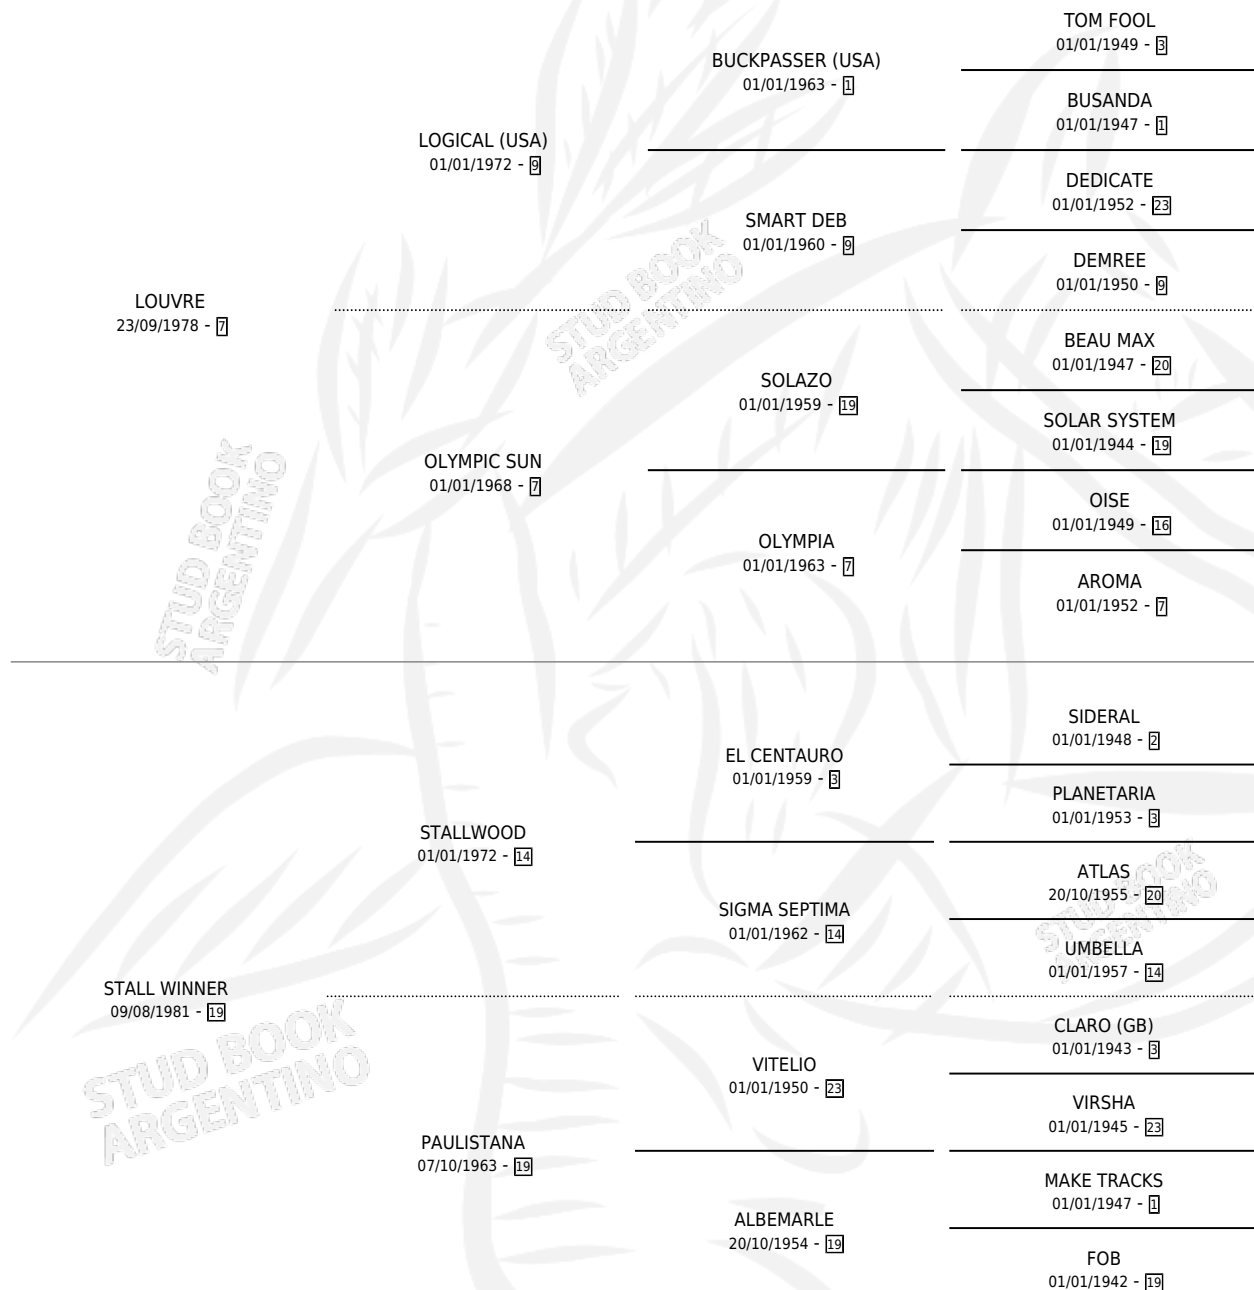 TOM FOOL
01/01/1949 - 3
BUCKPASSER (USA)
01/01/1963 - 1
BUSANDA
01/01/1947 - 1
LOGICAL (USA)
01/01/1972 - 9
DEDICATE
01/01/1952 - 23
SMART DEB
01/01/1960 - 9
DEMREE
01/01/1950 - 9
LOUVRE
23/09/1978 - 7
BEAU MAX
01/01/1947 - 20
SOLAZO
01/01/1959 - 19
SOLAR SYSTEM
01/01/1944 - 19
OLYMPIC SUN
01/01/1968 - 7
OISE
01/01/1949 - 16
OLYMPIA
01/01/1963 - 7
AROMA
01/01/1952 - 7
SIDERAL
01/01/1948 - 2
EL CENTAURO
01/01/1959 - 3
PLANETARIA
01/01/1953 - 3
STALLWOOD
01/01/1972 - 14
ATLAS
20/10/1955 - 20
SIGMA SEPTIMA
01/01/1962 - 14
UMBELLA
01/01/1957 - 14
STALL WINNER
09/08/1981 - 19
CLARO (GB)
01/01/1943 - 3
VITELIO
01/01/1950 - 23
VIRSHA
01/01/1945 - 23
PAULISTANA
07/10/1963 - 19
MAKE TRACKS
01/01/1947 - 1
ALBEMARLE
20/10/1954 - 19
FOB
01/01/1942 - 19
STUD BOOK
ARGENTINO
STUD BOOK
ARGENTINO
STUD BOOK
ARGENTINO
STUD BOOK
ARGENTINO